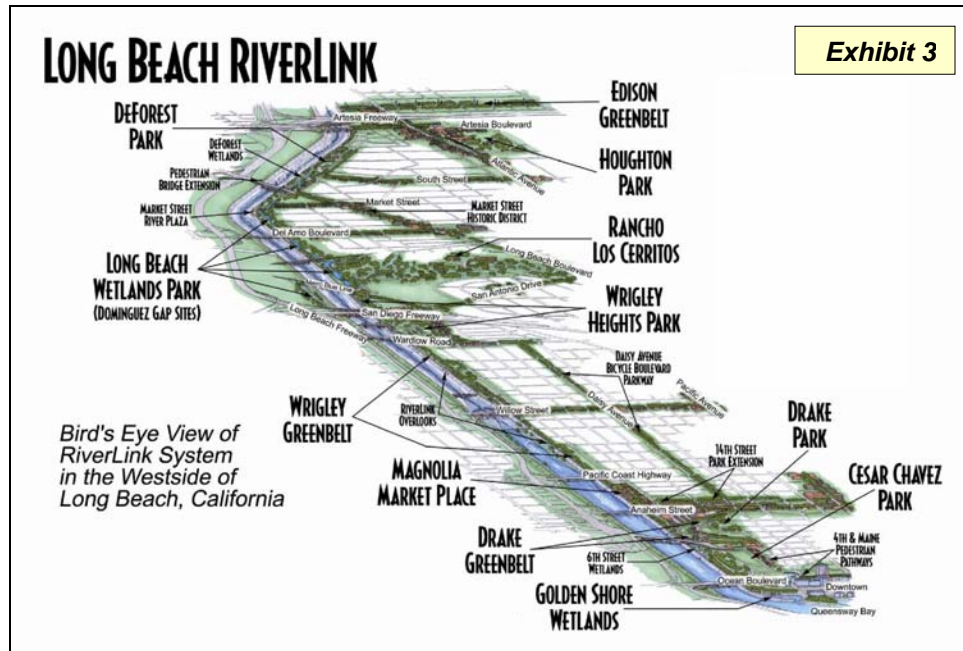 LONG BEACH RIVERLINK
Exhibit 3
EDISON
GREENBELT
DEFOREST
PARK
Artesia Freeway
Artesia Boulevard
HOUGHTON
PARK
DEFOREST
WETLANDS
Atlantic Avenue
PEDESTRIAN
BRIDGE EXTENSION
South Street
Market Street
MARKET STREET
RIVER PLAZA
MARKET STREET
HISTORIC DISTRICT
RANCHO
LOS CERRITOS
Del Amo Boulevard
Long Beach Boulevard
LONG BEACH
WETLANDS PARK
(DOMINGUEZ GAP SITES)
Blue Line
San Antonio Drive
WRIGLEY
HEIGHTS PARK
San Diego Freeway
Long Beach Freeway
Wardlow Road
DAISY AVENUE
BICYCLE BOULEVARD
PARKWAY
Pacific Avenue
Daisy Avenue
WRIGLEY
GREENBELT
RIVERLINK
OVERLOOKS
Willow Street
DRAKE
PARK
Bird's Eye View of
RiverLink System
in the Westside of
Long Beach, California
14TH STREET
PARK EXTENSION
MAGNOLIA
MARKET PLACE
Pacific Coast Highway
CESAR CHAVEZ
PARK
Anaheim Street
DRAKE
GREENBELT
6TH STREET
WETLANDS
4TH & MAINE
PEDESTRIAN
PATHWAYS
Ocean Boulevard
Downtown
GOLDEN SHORE
WETLANDS
Queensway Bay